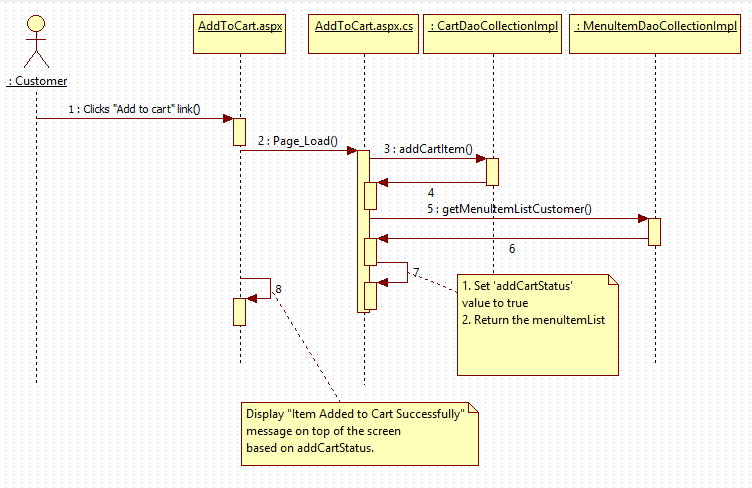 AddToCart.aspx
AddToCart.aspx.cs
: CartDaoCollectionImpl
: MenuItemDaoCollectionImpl
: Customer
1 : Clicks "Add to cart" link()
2 : Page_Load()
3 : addCartItem()
4
5 : getMenuItemListCustomer()
6
7
8
1. Set 'addCartStatus'
value to true
2. Return the menuItemList
Display "Item Added to Cart Successfully"
message on top of the screen
based on addCartStatus.